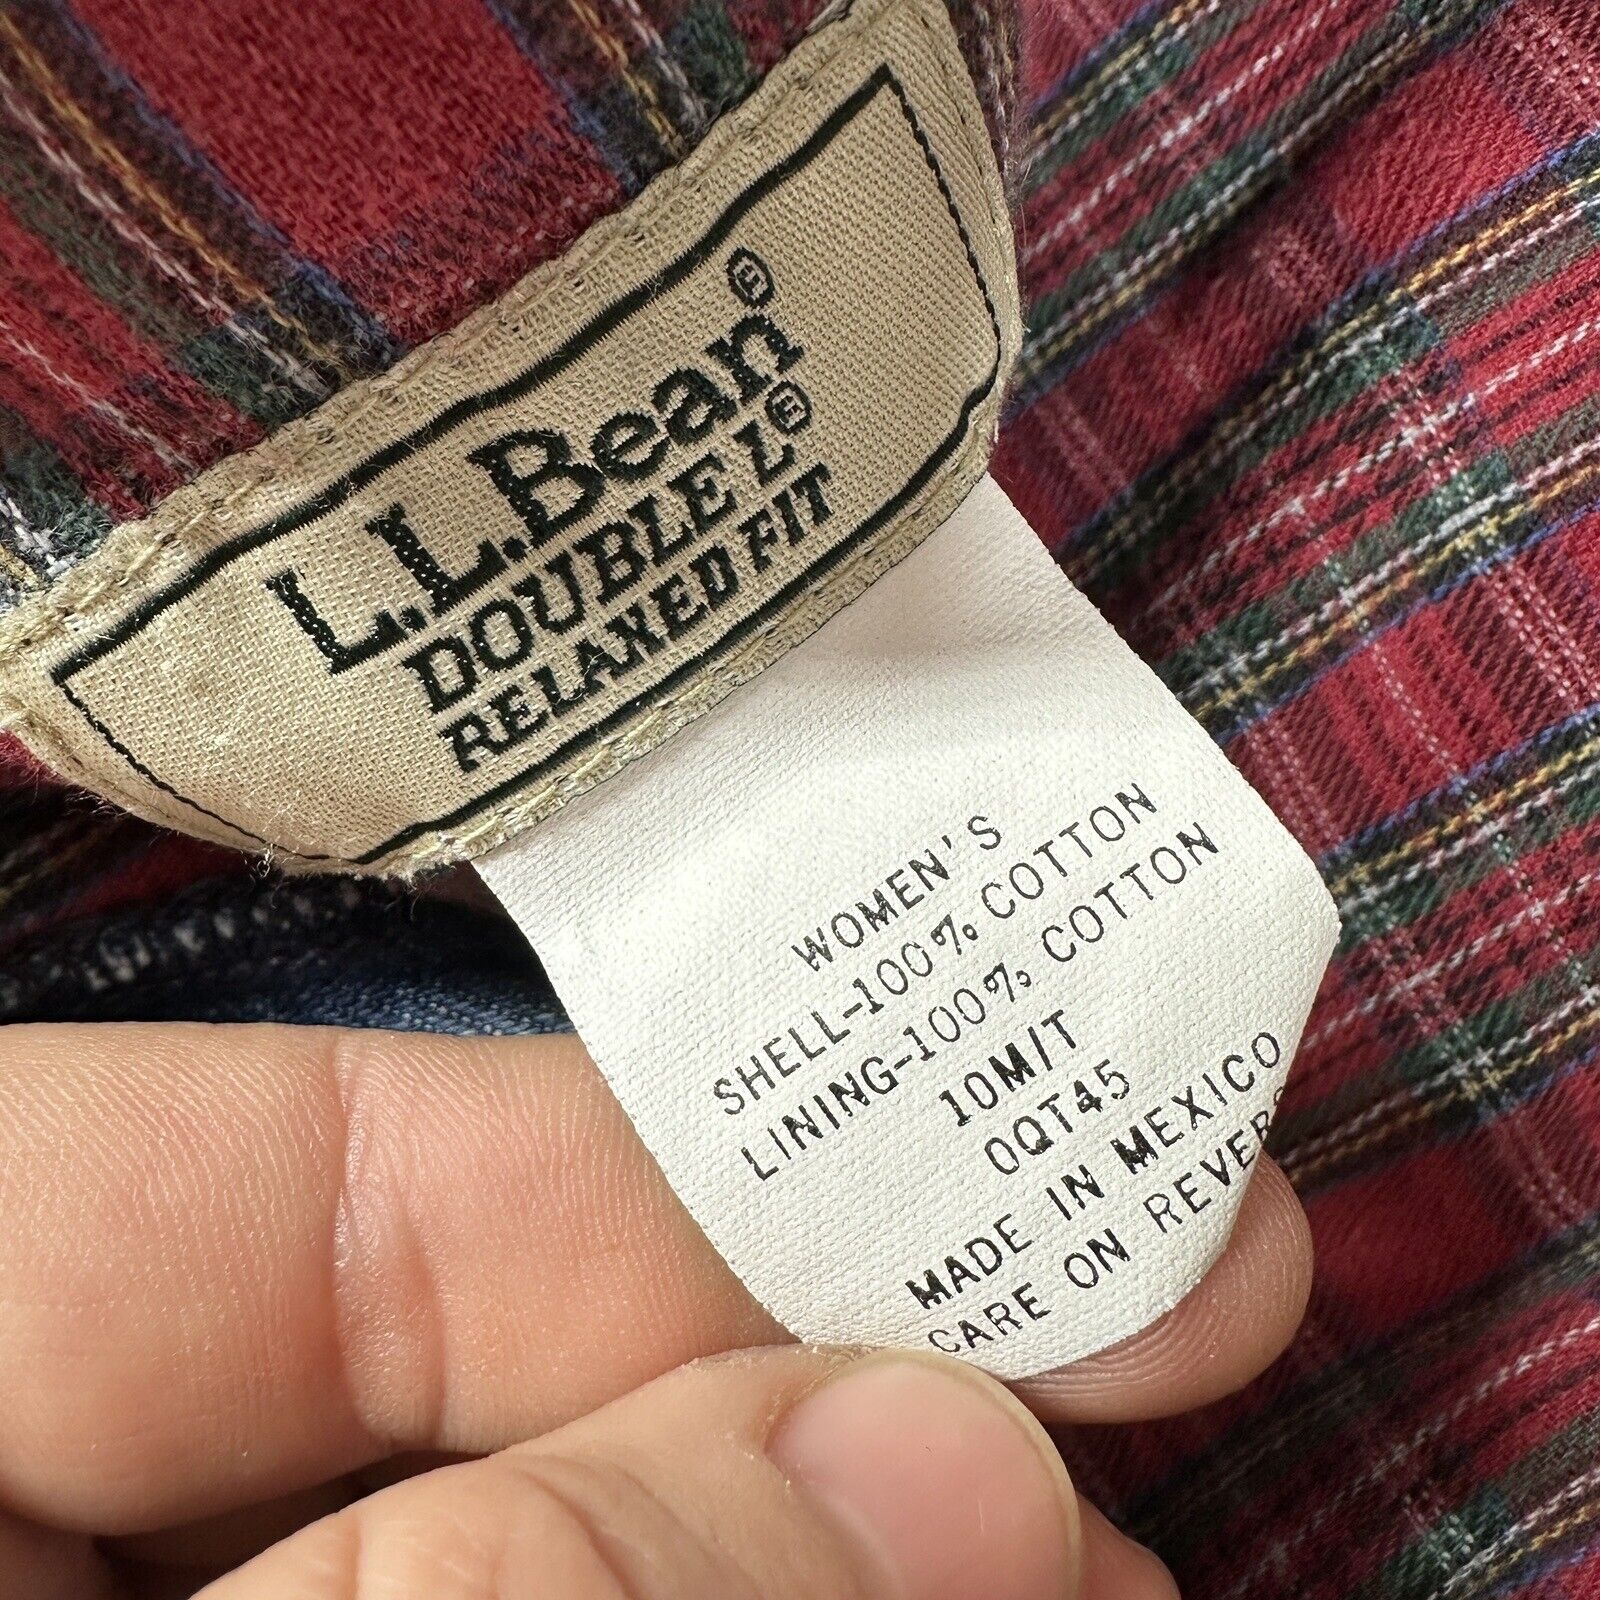 L.L.Bean®
DOUBLE L®
RELAXED FIT
WOMEN'S
SHELL-100% COTTON
LINING-100% COTTON
10M/T
0QT45
MADE IN MEXICO
CARE ON REVERS